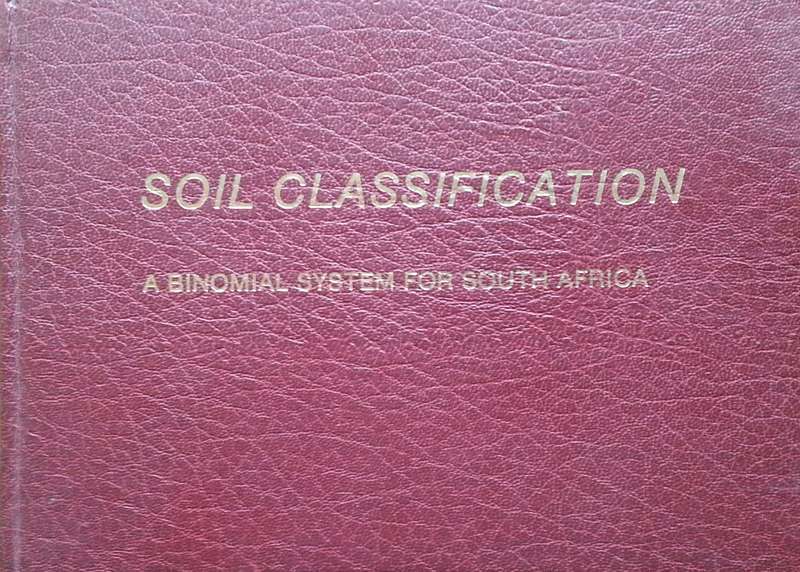 SOIL CLASSIFICATION
A BINOMIAL SYSTEM FOR SOUTH AFRICA